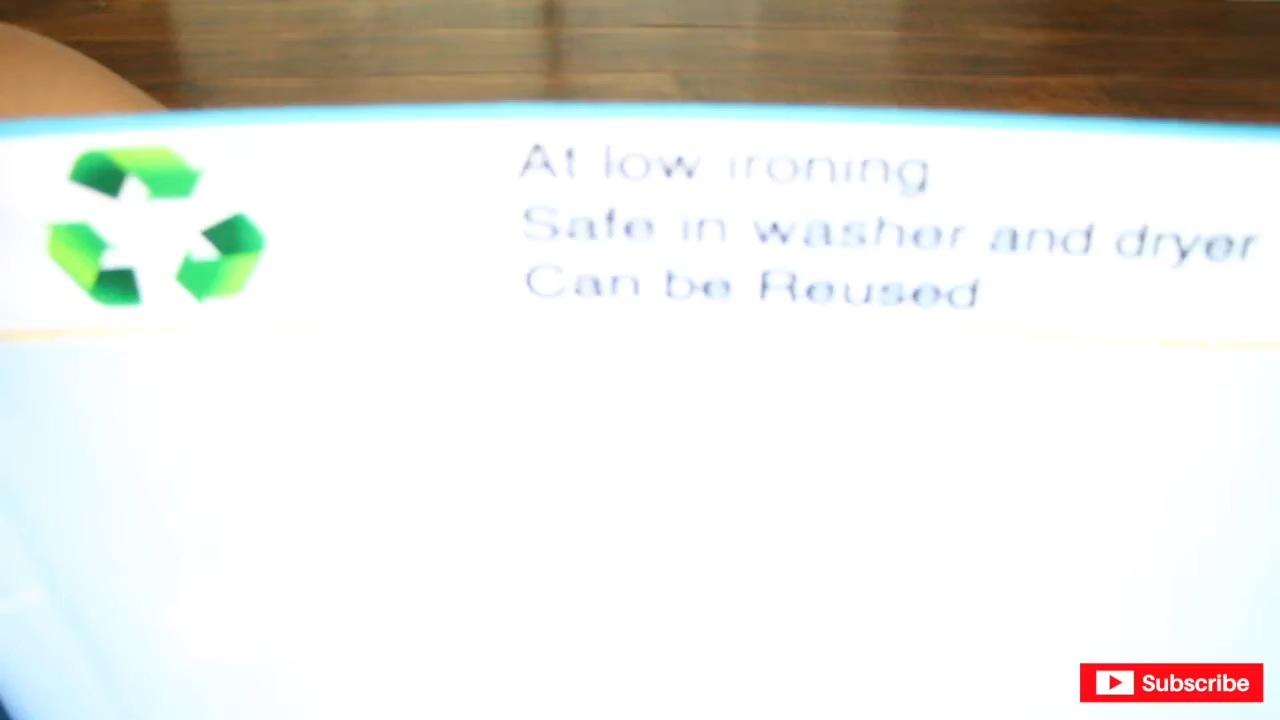 At low ironing
Safe in washer and dryer
Can be Reused
Subscribe